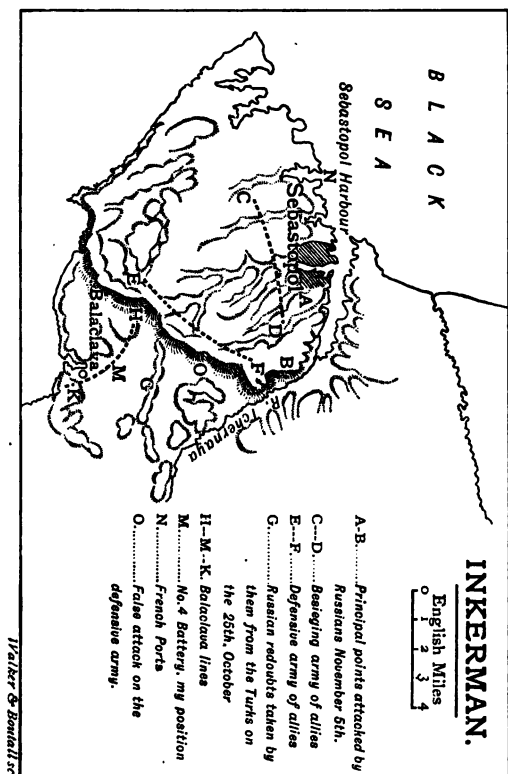 INKERMAN.
English Miles
0 1 2 3 4
A-B......Principal points attacked by
Russians November 5th.
C---D......Besieging army of allies
E---F......Defensive army of allies
G.........Russian redoubts taken by
them from the Turks on
the 25th. October
H--M--K. Balaclava lines
M.........No. 4 Battery, my position
N.........French Ports
O.........False attack on the
defensive army.
BLACK
SEA
Sebastopol Harbour
N
Sebastopol
A
B
C
D
E
F
O
G
R. Tchernaya
H
M
K
Balaclava
Walker & Boutall sc